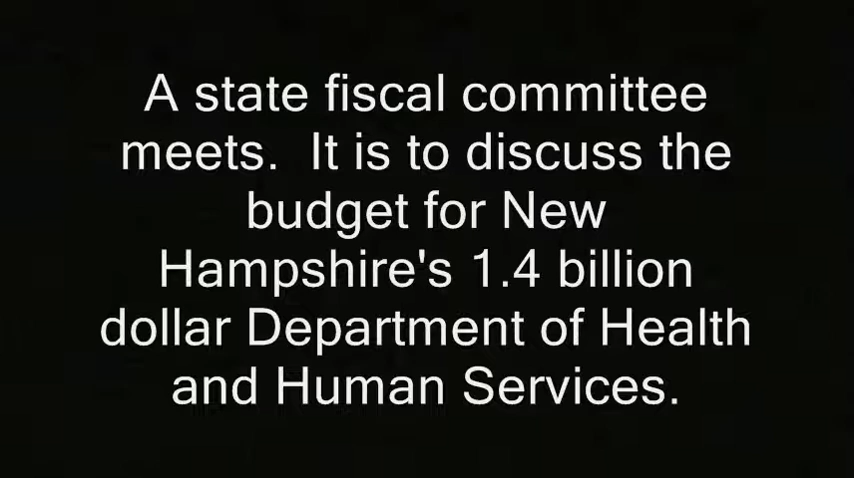 A state fiscal committee
meets.  It is to discuss the
budget for New
Hampshire's 1.4 billion
dollar Department of Health
and Human Services.